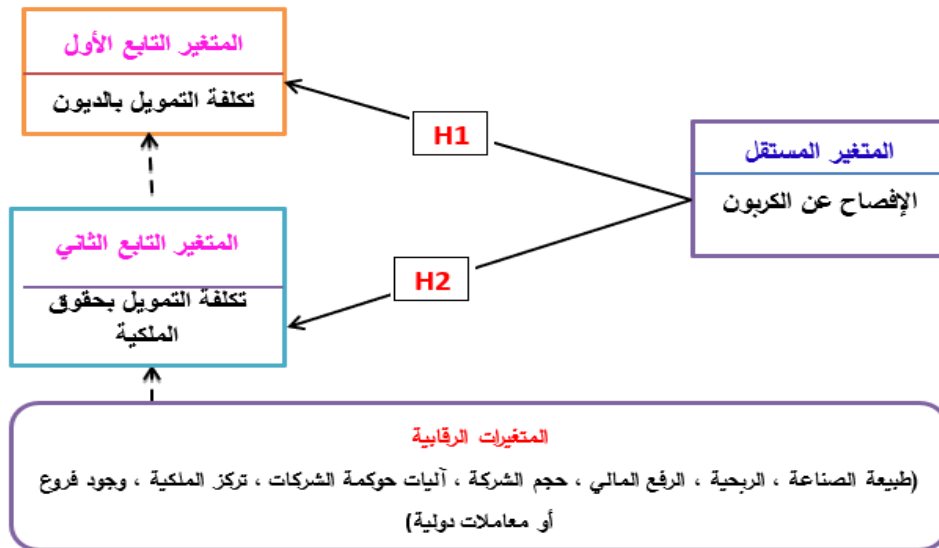 المتغير التابع الأول
تكلفة التمويل بالديون
H1
المتغير المستقل
الإفصاح عن الكربون
المتغير التابع الثاني
تكلفة التمويل بحقوق
الملكية
H2
المتغيرات الرقابية
(طبيعة الصناعة ، الربحية ، الرفع المالي ، حجم الشركة ، آليات حوكمة الشركات ، تركز الملكية ، وجود فروع
أو معاملات دولية)